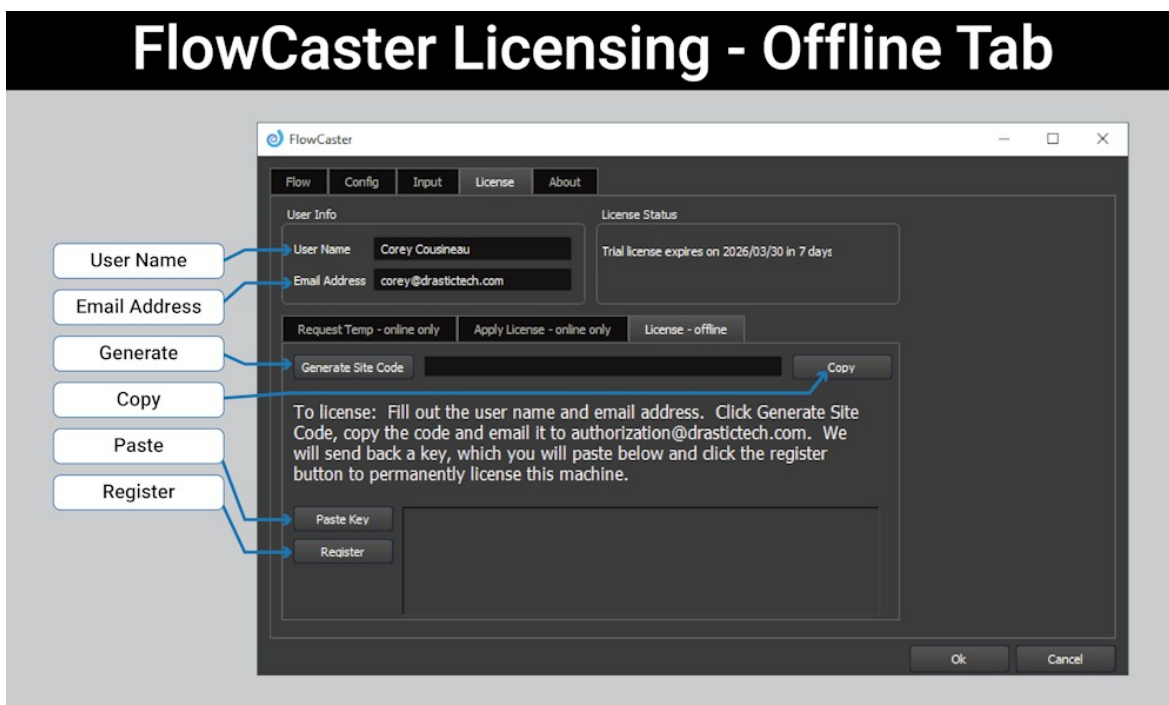 FlowCaster Licensing - Offline Tab
FlowCaster
Flow Config Input License About
User Info
License Status
User Name
User Name Corey Cousineau
Trial license expires on 2026/03/30 in 7 days
Email Address
Email Address corey@drastictech.com
Request Temp - online only Apply License - online only License - offline
Generate
Generate Site Code
Copy
Copy
To license: Fill out the user name and email address. Click Generate Site
Code, copy the code and email it to authorization@drastictech.com. We
will send back a key, which you will paste below and click the register
button to permanently license this machine.
Paste
Register
Paste Key
Register
Ok Cancel